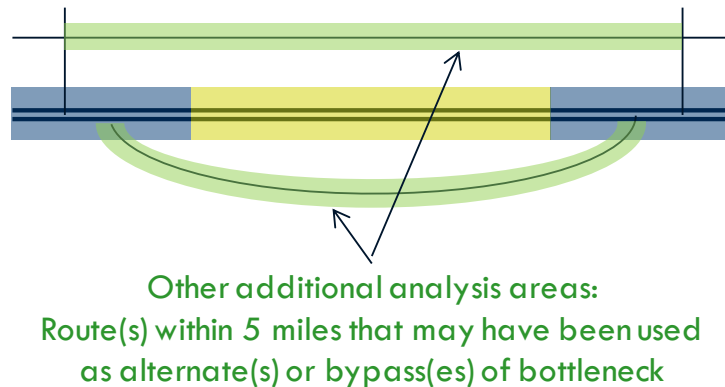 Other additional analysis areas:
Route(s) within 5 miles that may have been used
as alternate(s) or bypass(es) of bottleneck